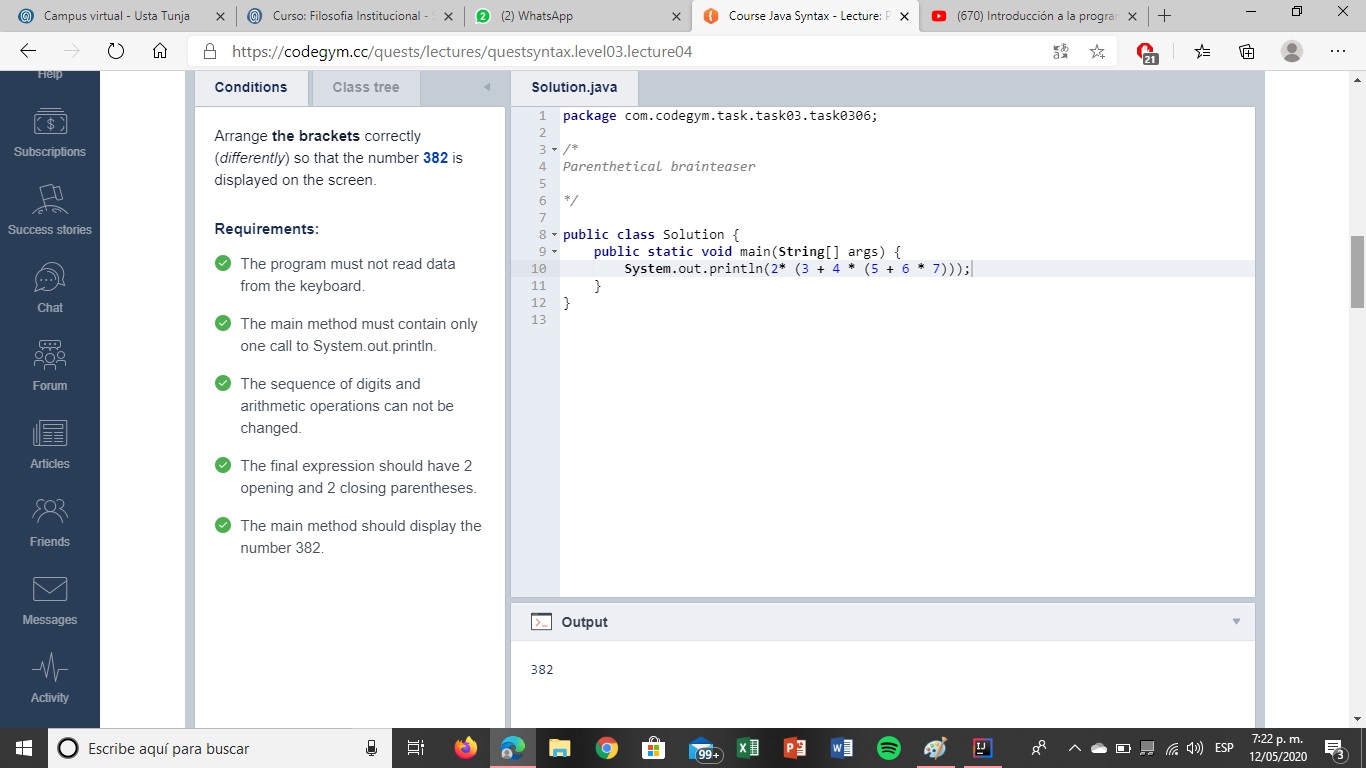 Campus virtual - Usta Tunja
Curso: Filosofia Institucional -
2 (2) WhatsApp
Course Java Syntax - Lecture: P
(670) Introducción a la progra
https://codegym.cc/quests/lectures/questsyntax.level03.lecture04
21
Help
Subscriptions
Success stories
Chat
Forum
Articles
Friends
Messages
Activity
Conditions
Class tree
Arrange the brackets correctly
(differently) so that the number 382 is
displayed on the screen.
Requirements:
The program must not read data
from the keyboard.
The main method must contain only
one call to System.out.println.
The sequence of digits and
arithmetic operations can not be
changed.
The final expression should have 2
opening and 2 closing parentheses.
The main method should display the
number 382.
Solution.java
1 package com.codegym.task.task03.task0306;
2
3 /*
4 Parenthetical brainteaser
5
6 */
7
8 public class Solution {
9 public static void main(String[] args) {
10 System.out.println(2* (3 + 4 * (5 + 6 * 7)));
11 }
12 }
13
Output
382
Escribe aquí para buscar
99+
ESP
7:22 p. m.
12/05/2020
3